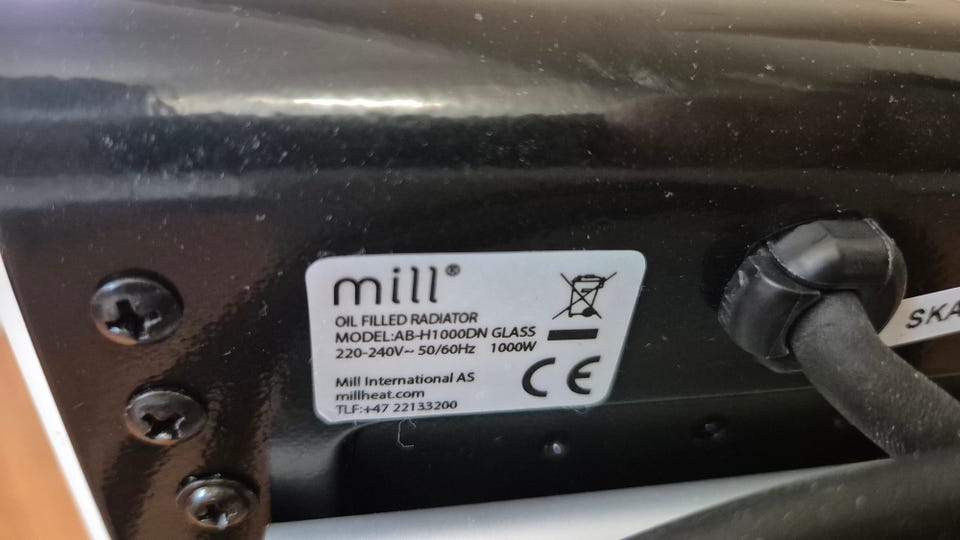 mill®
OIL FILLED RADIATOR
MODEL:AB-H1000DN GLASS
220-240V~ 50/60Hz 1000W
Mill International AS
millheat.com
TLF:+47 22133200
CE
SKA